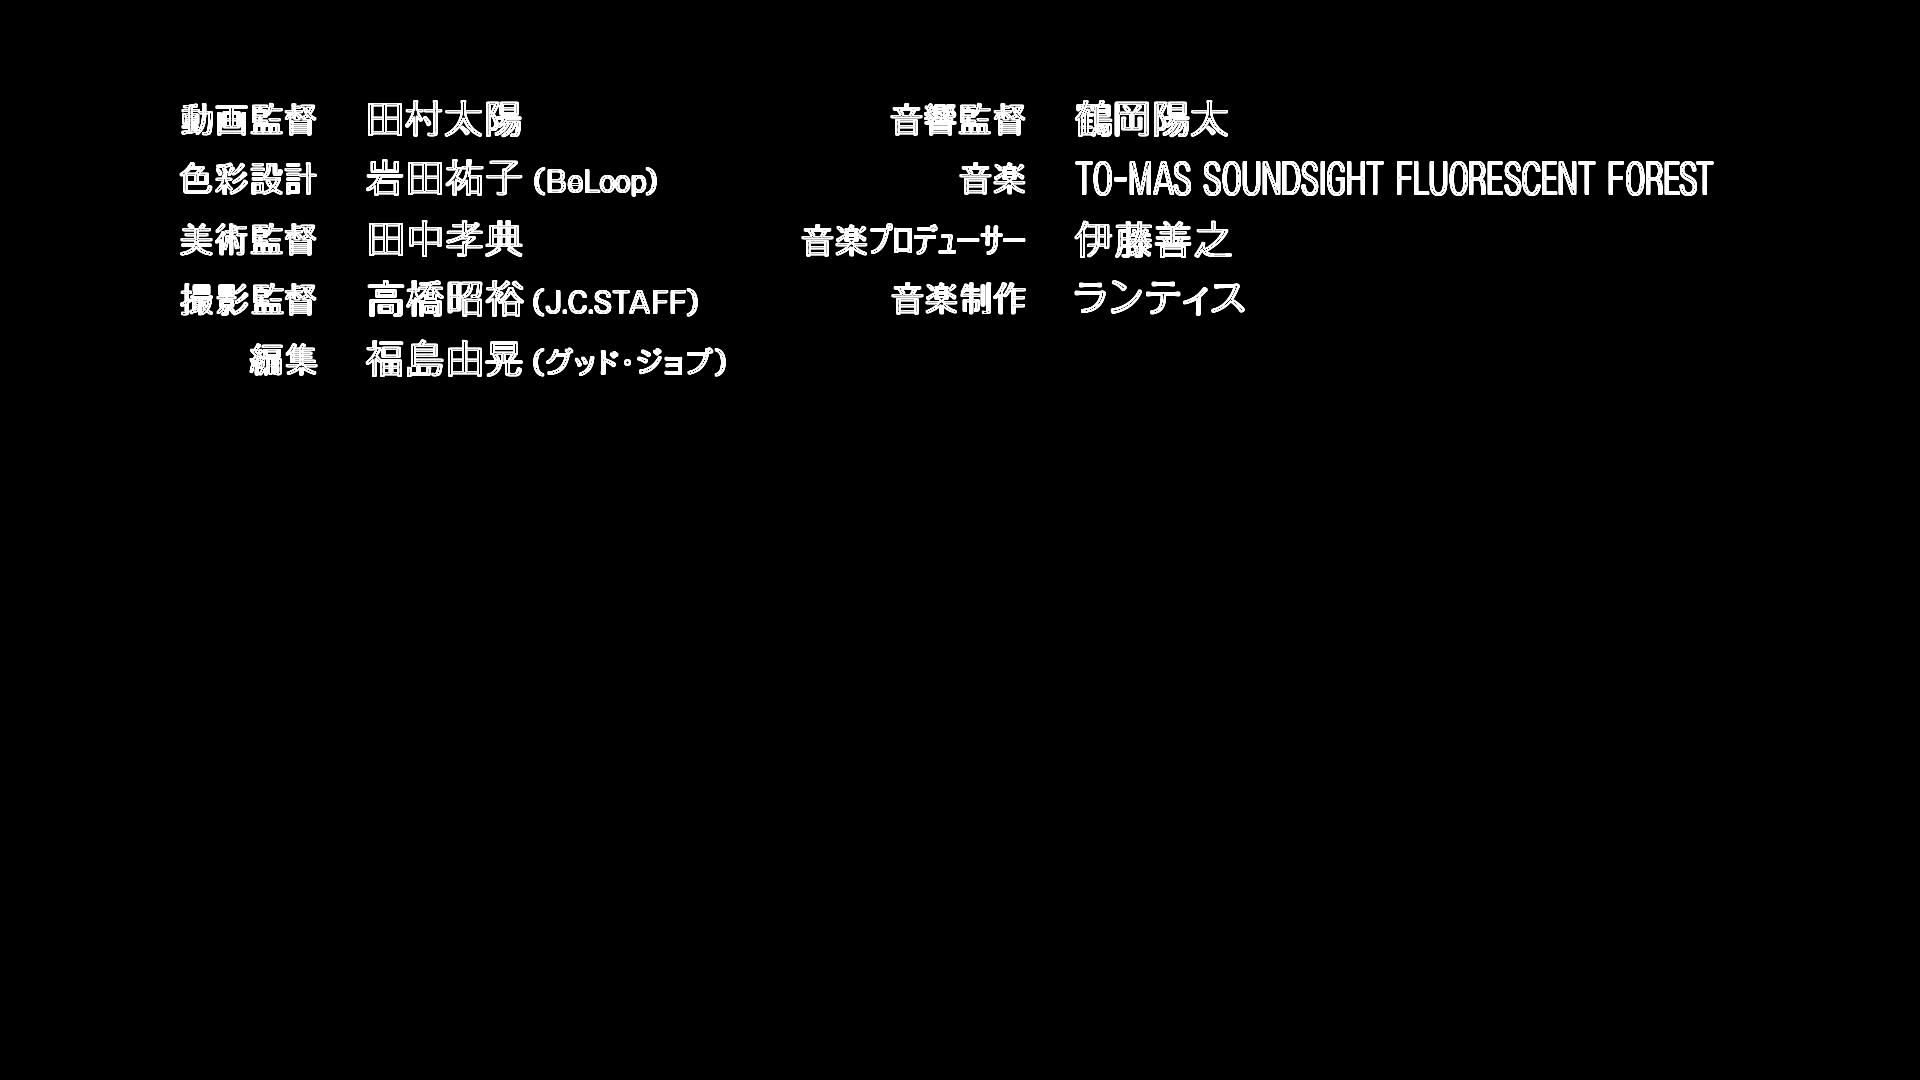 動画監督 田村太陽
色彩設計 岩田祐子 (BeLoop)
美術監督 田中孝典
撮影監督 高橋昭裕 (J.C.STAFF)
編集 福島由晃 (グッド・ジョブ)
音響監督 鶴岡陽太
音楽 TO-MAS SOUNDSIGHT FLUORESCENT FOREST
音楽プロデューサー 伊藤善之
音楽制作 ランティス